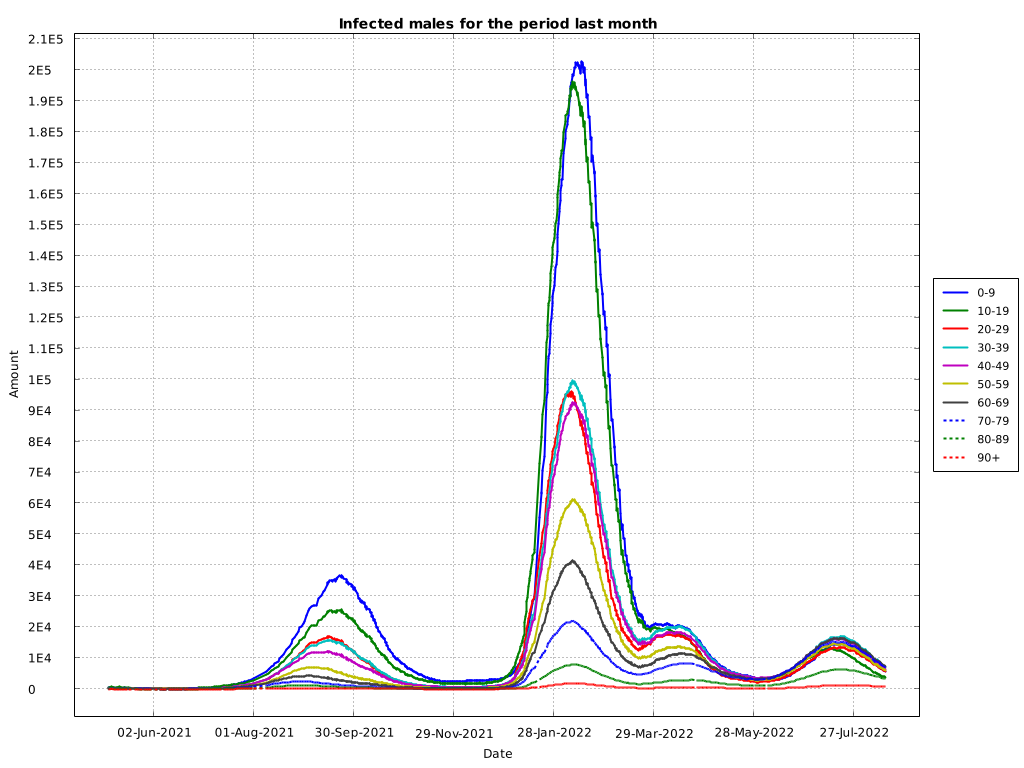 Infected males for the period last month
2.1E5
2E5
1.9E5
1.8E5
1.7E5
1.6E5
1.5E5
1.4E5
1.3E5
1.2E5
1.1E5
1E5
9E4
8E4
7E4
6E4
5E4
4E4
3E4
2E4
1E4
0
Amount
02-Jun-2021 01-Aug-2021 30-Sep-2021 29-Nov-2021 28-Jan-2022 29-Mar-2022 28-May-2022 27-Jul-2022
Date
0-9
10-19
20-29
30-39
40-49
50-59
60-69
70-79
80-89
90+